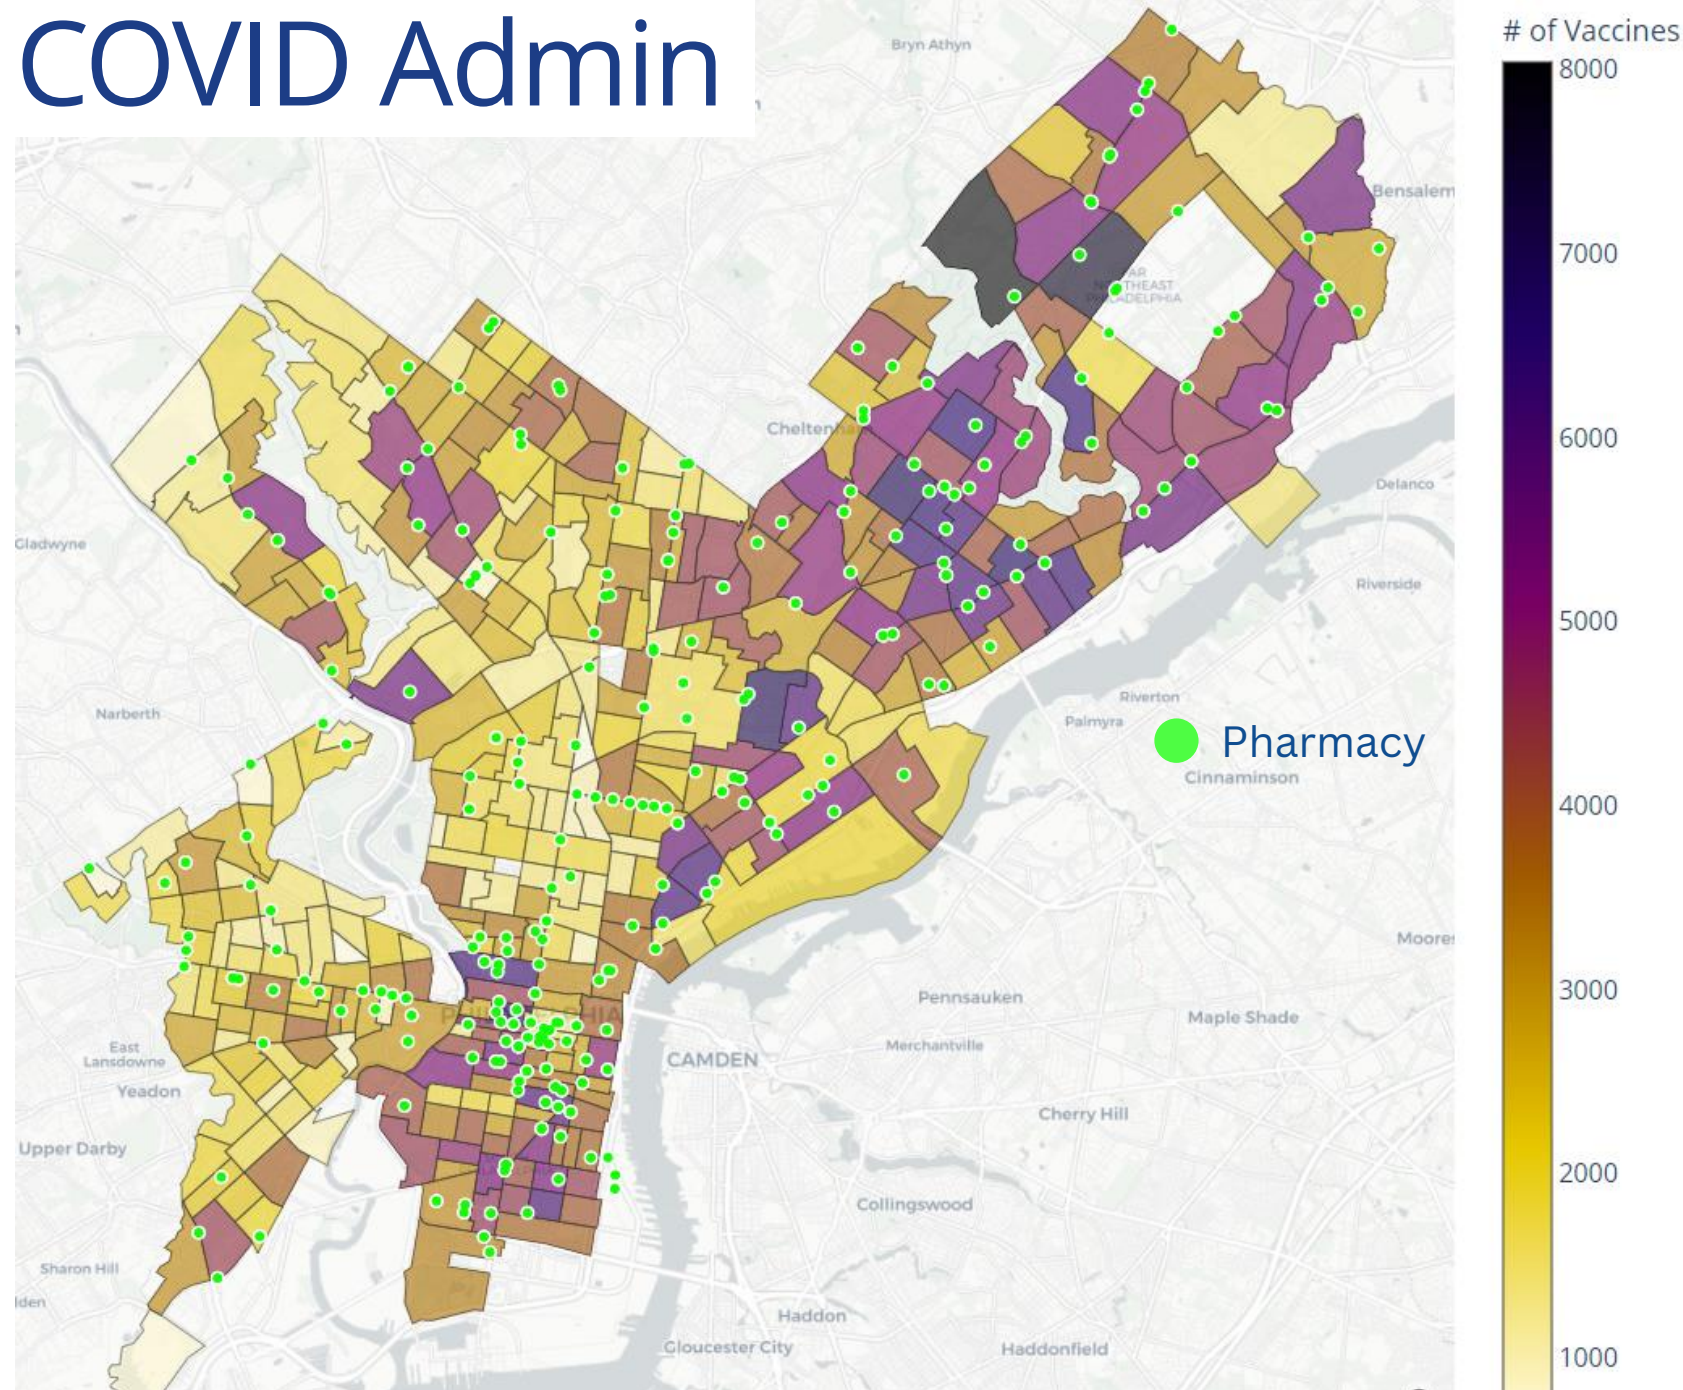 COVID Admin
# of Vaccines
8000
7000
6000
5000
4000
3000
2000
1000
Bryn Athyn
Bensalem
Cheltenham
Delanco
Gladwyne
Riverside
Narberth
Riverton
Palmyra
Pharmacy
Cinnaminson
Moores
Pennsauken
Maple Shade
East
Lansdowne
CAMDEN
Merchantville
Yeadon
Cherry Hill
Upper Darby
Collingswood
Sharon Hill
lden
Haddon
Gloucester City
Haddonfield